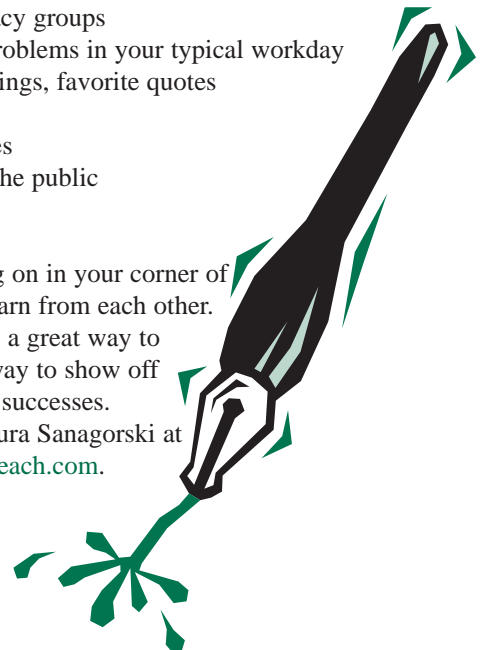 cy groups
roblems in your typical workday
ings, favorite quotes
es
he public
g on in your corner of
arn from each other.
a great way to
vay to show off
successes.
ura Sanagorski at
each.com.